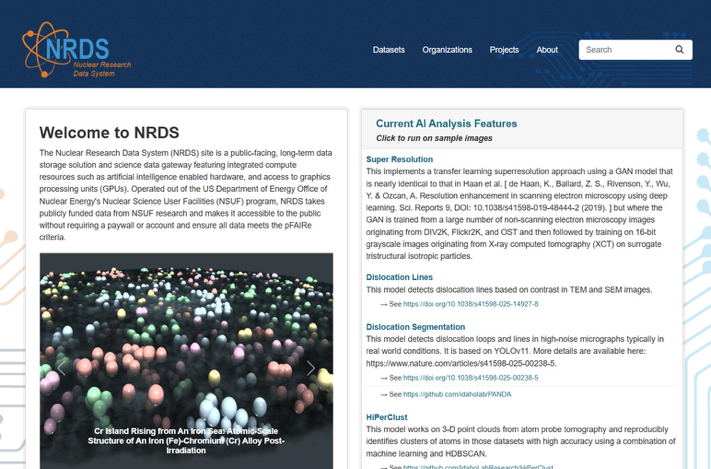 NRDS
Nuclear Research
Data System
Datasets
Organizations
Projects
About
Search
Welcome to NRDS
The Nuclear Research Data System (NRDS) site is a public-facing, long-term data
storage solution and science data gateway featuring integrated compute
resources such as artificial intelligence enabled hardware, and access to graphics
processing units (GPUs). Operated out of the US Department of Energy Office of
Nuclear Energy's Nuclear Science User Facilities (NSUF) program, NRDS takes
publicly funded data from NSUF research and makes it accessible to the public
without requiring a paywall or account and ensure all data meets the pFAIRe
criteria.
Cr Island Rising from An Iron Sea: Atomic-Scale
Structure of An Iron (Fe)-Chromium (Cr) Alloy Post-
Irradiation
Current AI Analysis Features
Click to run on sample images
Super Resolution
This implements a transfer learning superresolution approach using a GAN model that
is nearly identical to that in Haan et al. [ de Haan, K., Ballard, Z. S., Rivenson, Y., Wu,
Y. & Ozcan, A. Resolution enhancement in scanning electron microscopy using deep
learning. Sci. Reports 9, DOI: 10.1038/s41598-019-48444-2 (2019). ] but where the
GAN is trained from a large number of non-scanning electron microscopy images
originating from DIV2K, Flickr2K, and OST and then followed by training on 16-bit
grayscale images originating from X-ray computed tomography (XCT) on surrogate
tristructural isotropic particles.
Dislocation Lines
This model detects dislocation lines based on contrast in TEM and SEM images.
→ See https://doi.org/10.1038/s41598-025-14927-8
Dislocation Segmentation
This model detects dislocation loops and lines in high-noise micrographs typically in
real world conditions. It is based on YOLOv11. More details are available here:
https://www.nature.com/articles/s41598-025-00238-5.
→ See https://doi.org/10.1038/s41598-025-00238-5
→ See https://github.com/idaholab/PANDA
HiPerClust
This model works on 3-D point clouds from atom probe tomography and reproducibly
identifies clusters of atoms in those datasets with high accuracy using a combination of
machine learning and HDBSCAN.
→ See https://github.com/IdahoLabResearch/HiPerClust